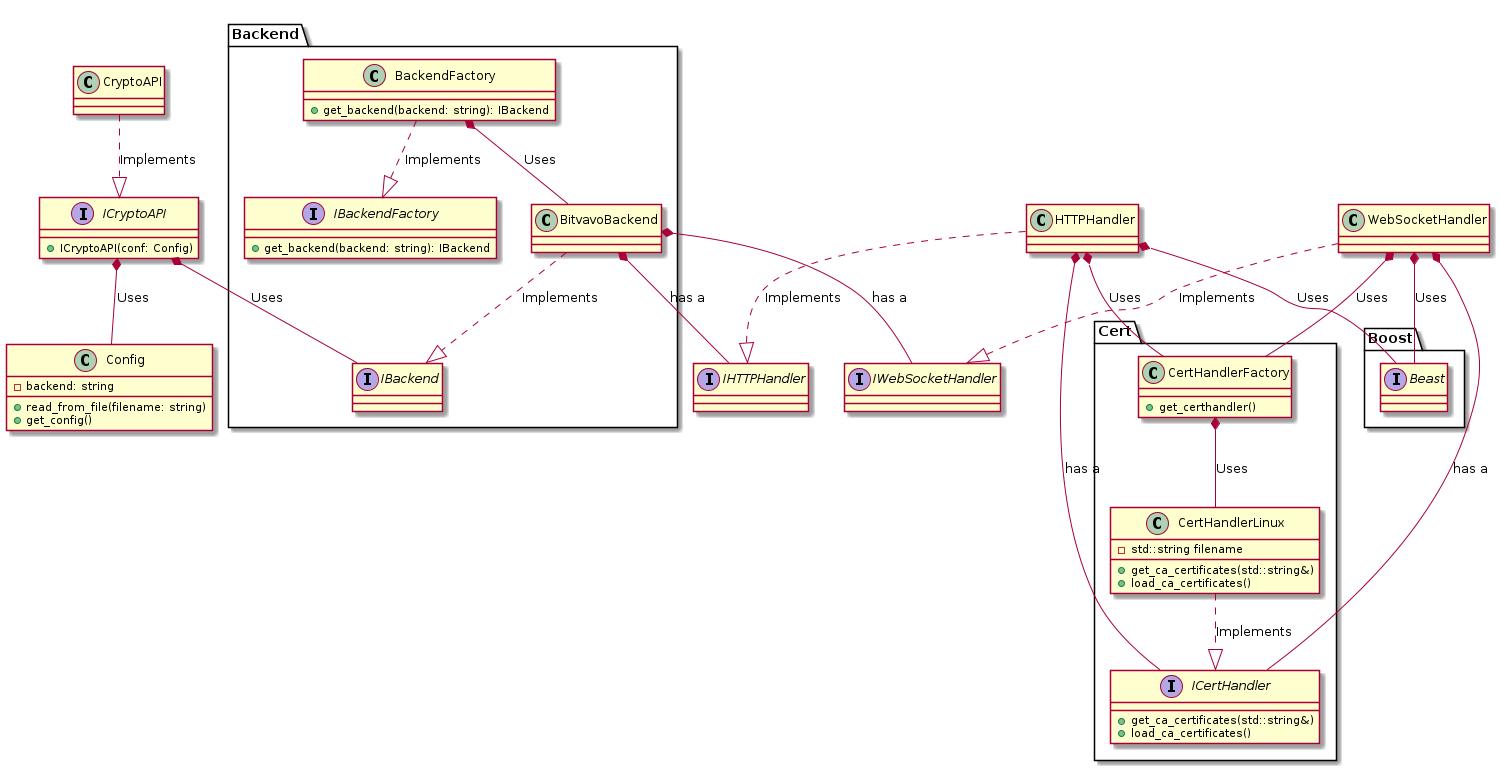 Backend
C BackendFactory
get_backend(backend: string): IBackend
C CryptoAPI
Implements
Implements
Uses
I ICryptoAPI
ICryptoAPI(conf: Config)
I IBackendFactory
get_backend(backend: string): IBackend
C BitvavoBackend
C HTTPHandler
C WebSocketHandler
Uses
Uses
Implements
has a
has a
Implements
Uses
Implements
Uses
Uses
Uses
Cert
Boost
C Config
backend: string
read_from_file(filename: string)
get_config()
I IBackend
I IHTTPHandler
I IWebSocketHandler
C CertHandlerFactory
get_certhandler()
I Beast
has a
Uses
has a
C CertHandlerLinux
std::string filename
get_ca_certificates(std::string&)
load_ca_certificates()
Implements
I ICertHandler
get_ca_certificates(std::string&)
load_ca_certificates()